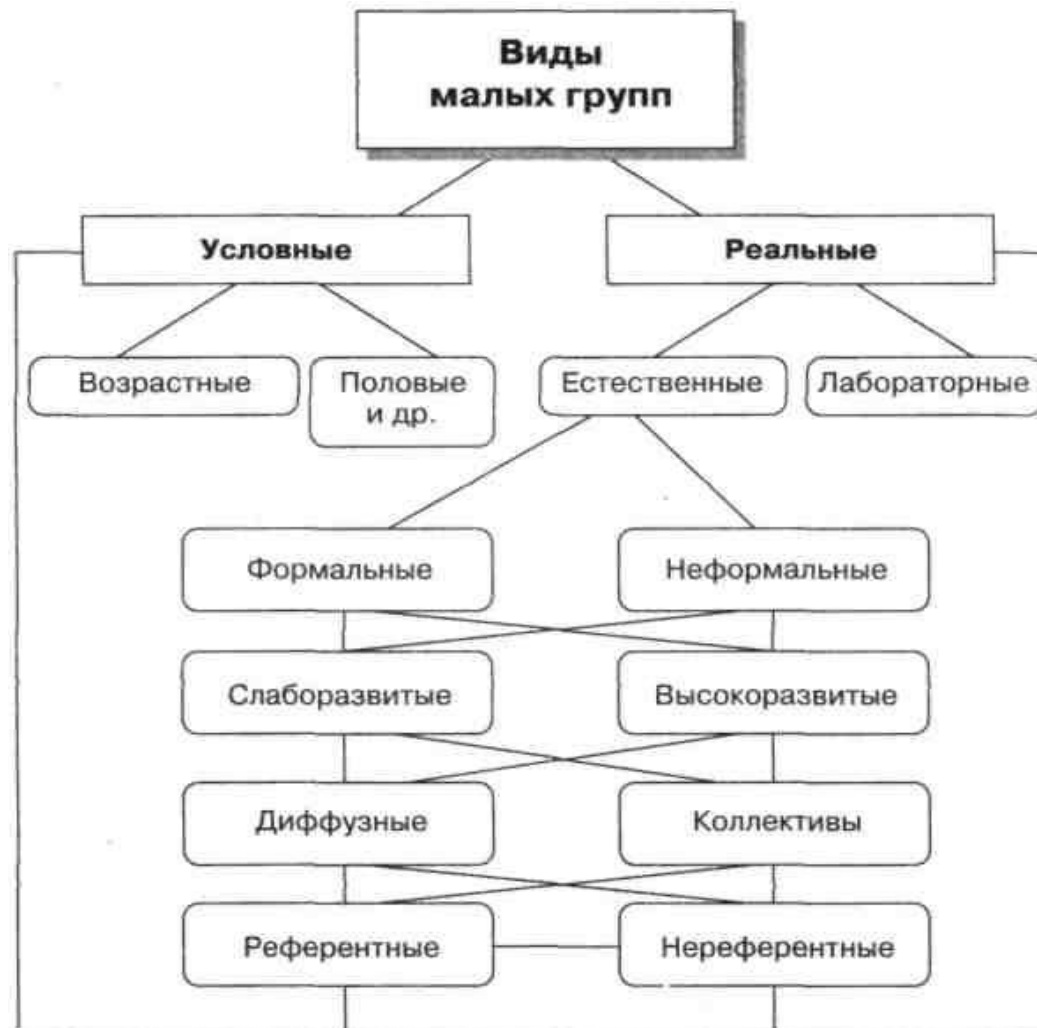 Виды
малых групп
Условные
Реальные
Возрастные
Половые
и др.
Естественные
Лабораторные
Формальные
Неформальные
Слаборазвитые
Высокоразвитые
Диффузные
Коллективы
Референтные
Нереферентные